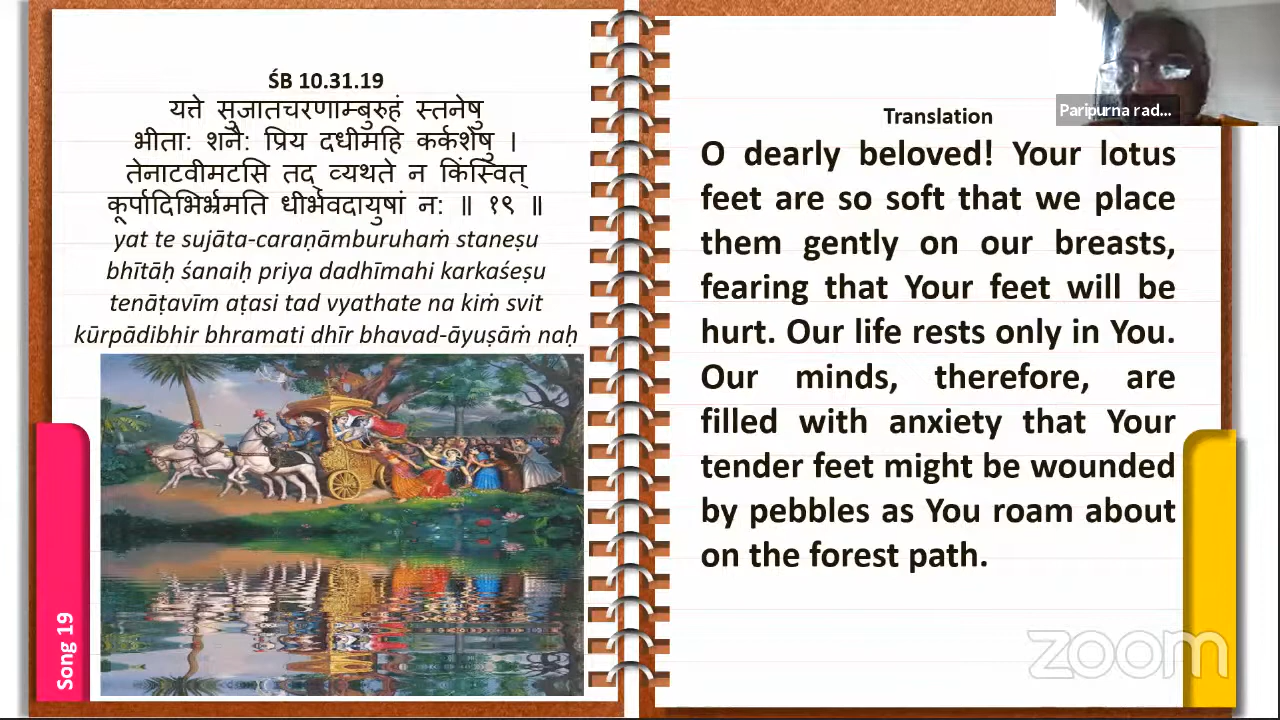 ŚB 10.31.19
यत्ते सुजातचरणाम्बुरुहं स्तनेषु
भीता: शनै: प्रिय दधीमहि कर्कशेषु ।
तेनाटवीमटसि तद् व्यथते न किंस्वित्
कूर्पादिभिर्भ्रमति धीर्भवदायुषां न: ॥ १९ ॥
yat te sujāta-caraṇāmburuhaṁ staneṣu
bhītāḥ śanaiḥ priya dadhīmahi karkaśeṣu
tenāṭavīm aṭasi tad vyathate na kiṁ svit
kūrpādibhir bhramati dhīr bhavad-āyuṣāṁ naḥ
Song 19
Translation
O dearly beloved! Your lotus
feet are so soft that we place
them gently on our breasts,
fearing that Your feet will be
hurt. Our life rests only in You.
Our minds, therefore, are
filled with anxiety that Your
tender feet might be wounded
by pebbles as You roam about
on the forest path.
Paripurna rad...
zoom